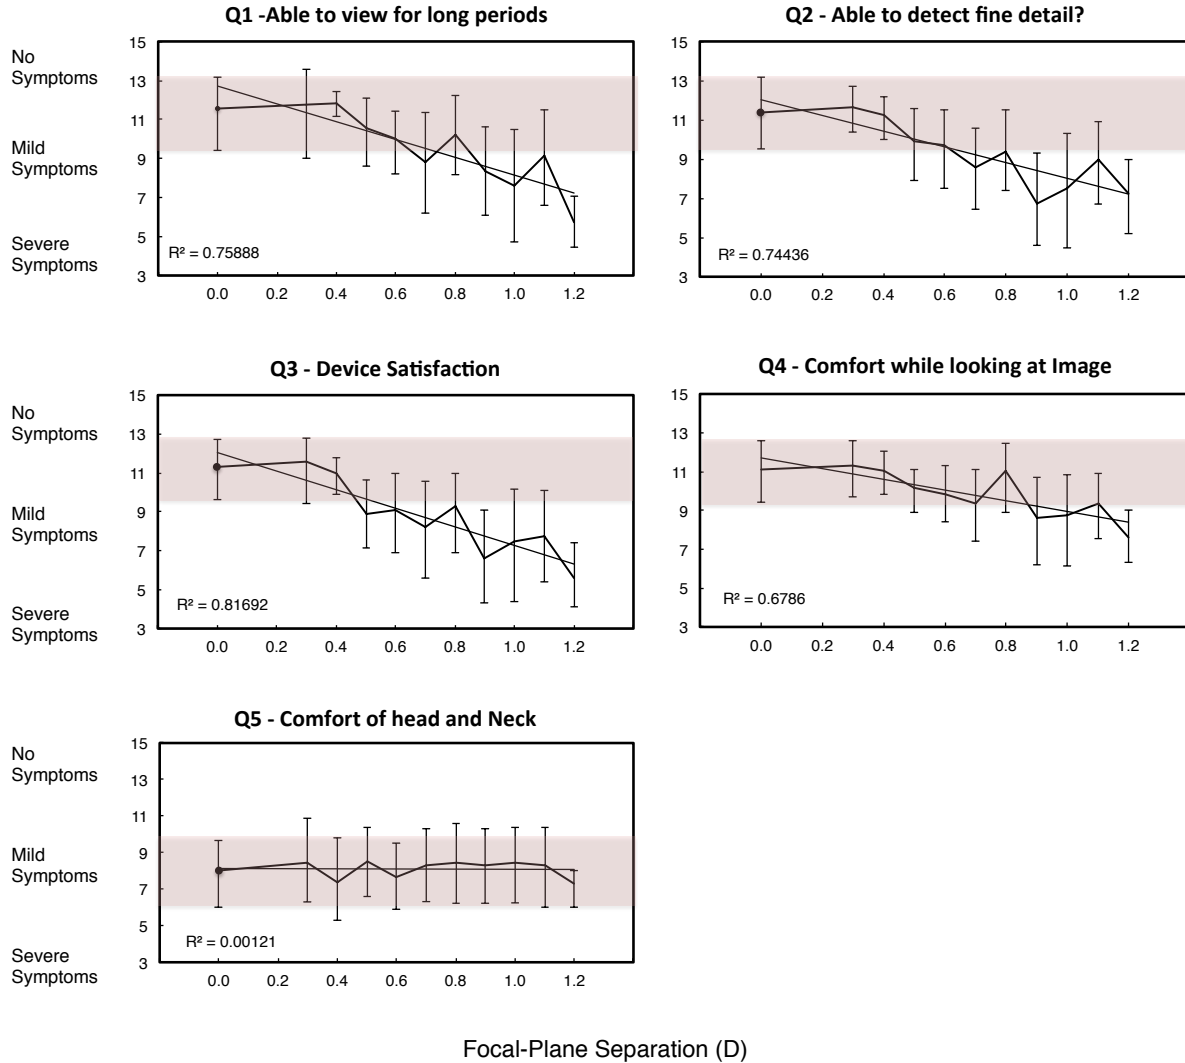 Q1 -Able to view for long periods
No
Symptoms
Mild
Symptoms
Severe
Symptoms
15
13
11
9
7
5
3
R² = 0.75888
0.0 0.2 0.4 0.6 0.8 1.0 1.2
Q2 - Able to detect fine detail?
15
13
11
9
7
5
3
R² = 0.74436
0.0 0.2 0.4 0.6 0.8 1.0 1.2
Q3 - Device Satisfaction
No
Symptoms
Mild
Symptoms
Severe
Symptoms
15
13
11
9
7
5
3
R² = 0.81692
0.0 0.2 0.4 0.6 0.8 1.0 1.2
Q4 - Comfort while looking at Image
15
13
11
9
7
5
3
R² = 0.6786
0.0 0.2 0.4 0.6 0.8 1.0 1.2
Q5 - Comfort of head and Neck
No
Symptoms
Mild
Symptoms
Severe
Symptoms
15
13
11
9
7
5
3
R² = 0.00121
0.0 0.2 0.4 0.6 0.8 1.0 1.2
Focal-Plane Separation (D)